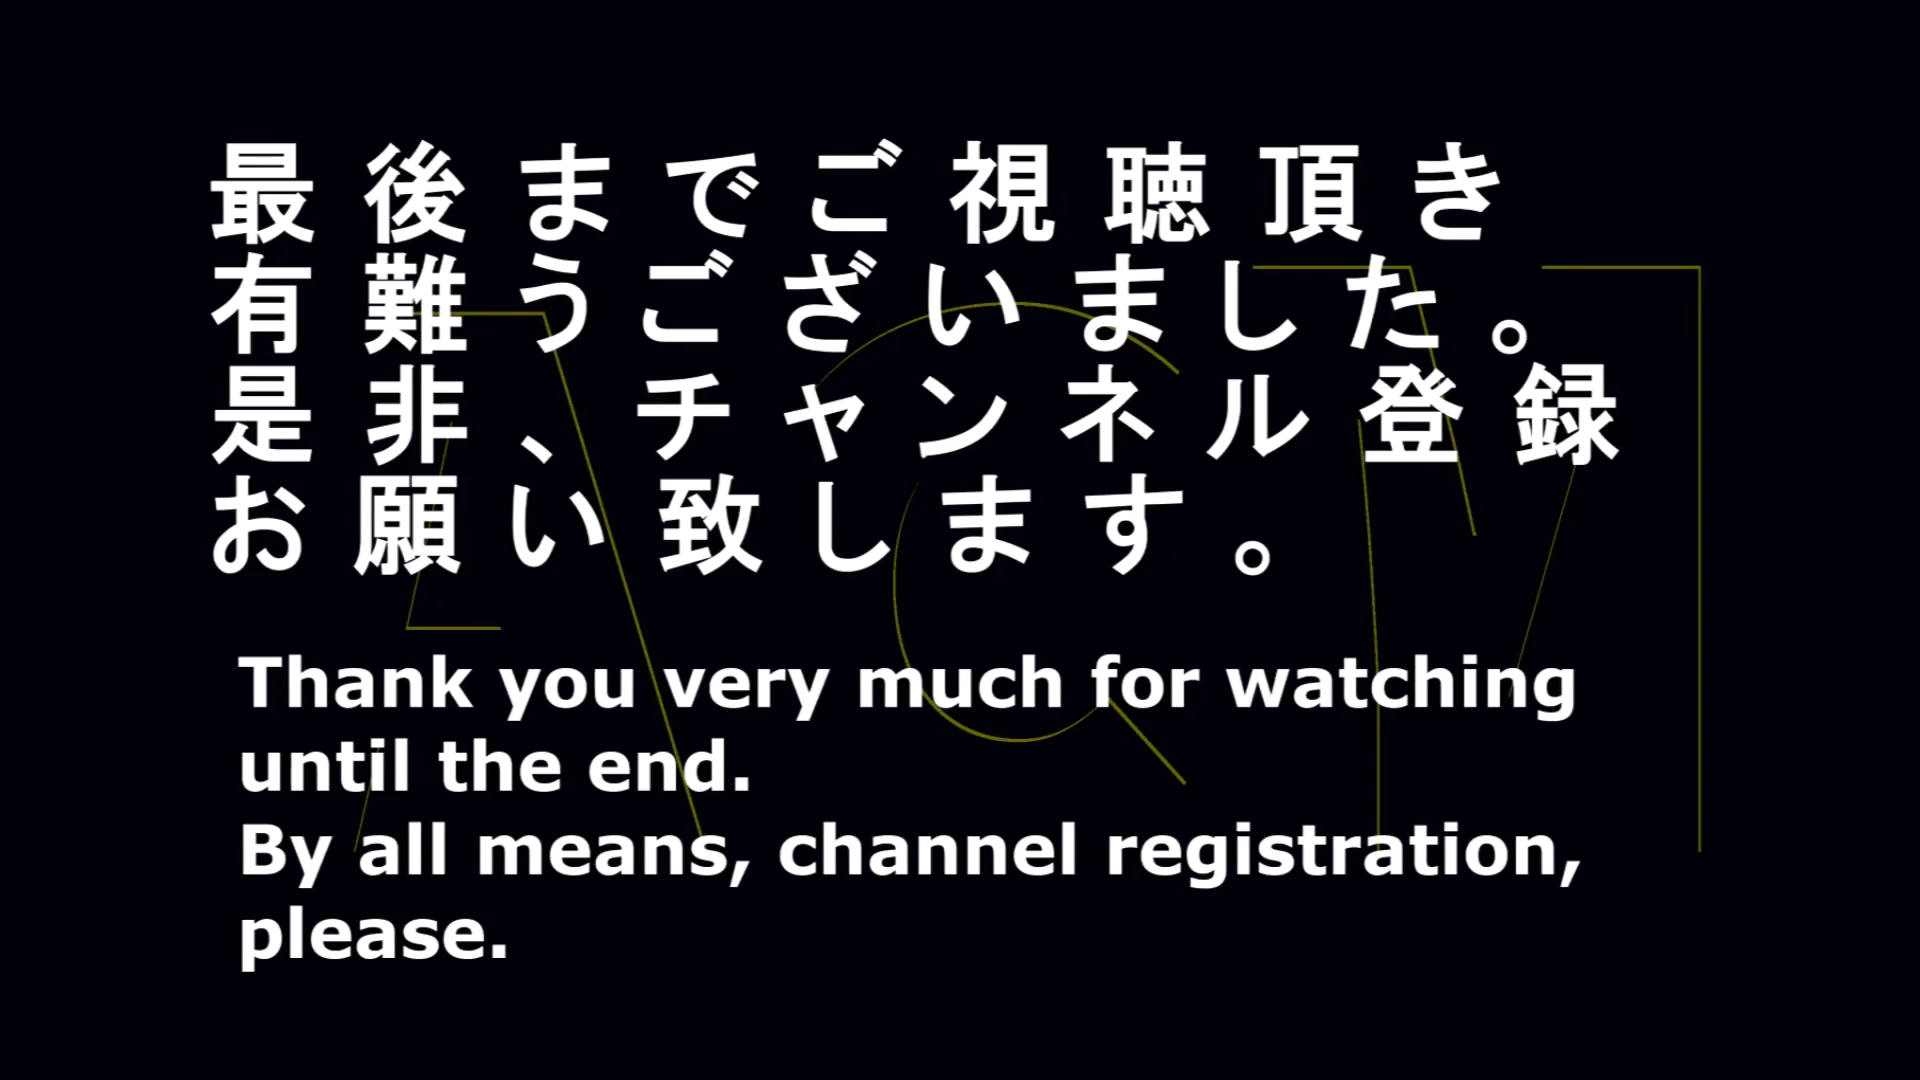 最後までご視聴頂き
有難うございました。
是非、チャンネル登録
お願い致します。
Thank you very much for watching
until the end.
By all means, channel registration,
please.